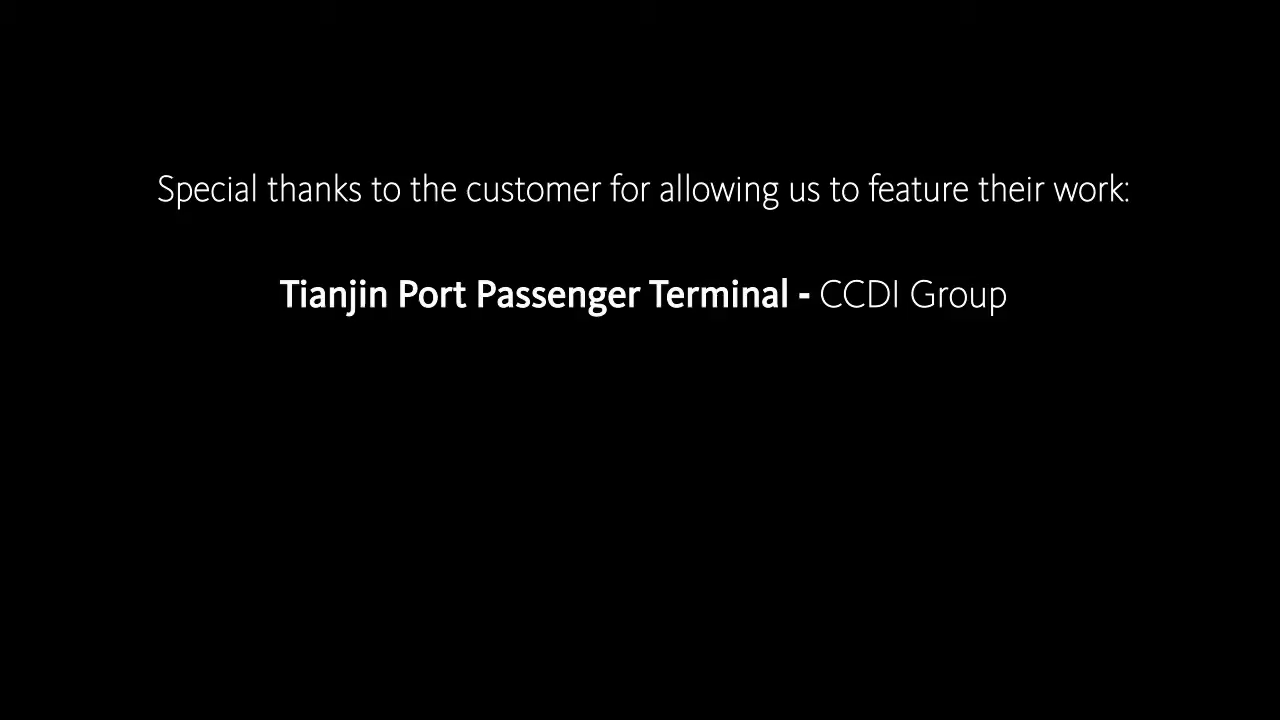 Special thanks to the customer for allowing us to feature their work:
Tianjin Port Passenger Terminal - CCDI Group